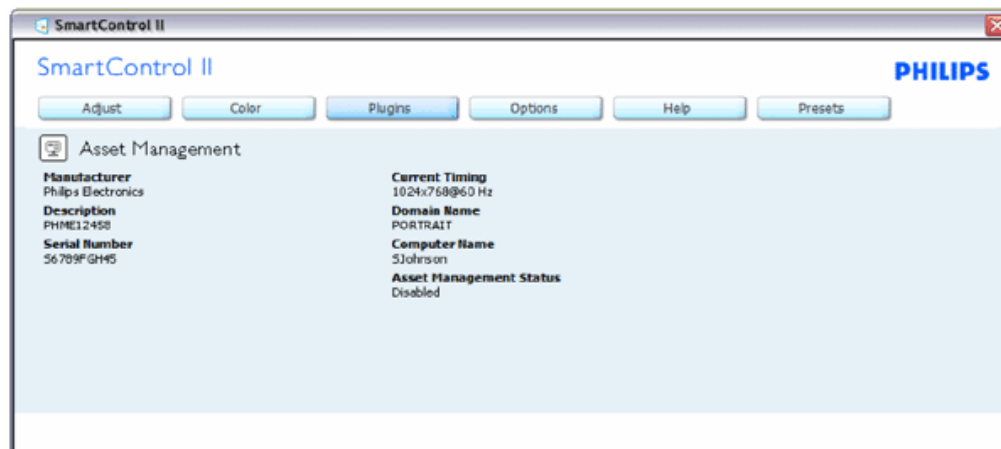 SmartControl II
SmartControl II
PHILIPS
Adjust Color Plugins Options Help Presets
Asset Management
Manufacturer
Philips Electronics
Description
PHME12458
Serial Number
S6789FGH45
Current Timing
1024x768@60 Hz
Domain Name
PORTRAIT
Computer Name
SJohnson
Asset Management Status
Disabled